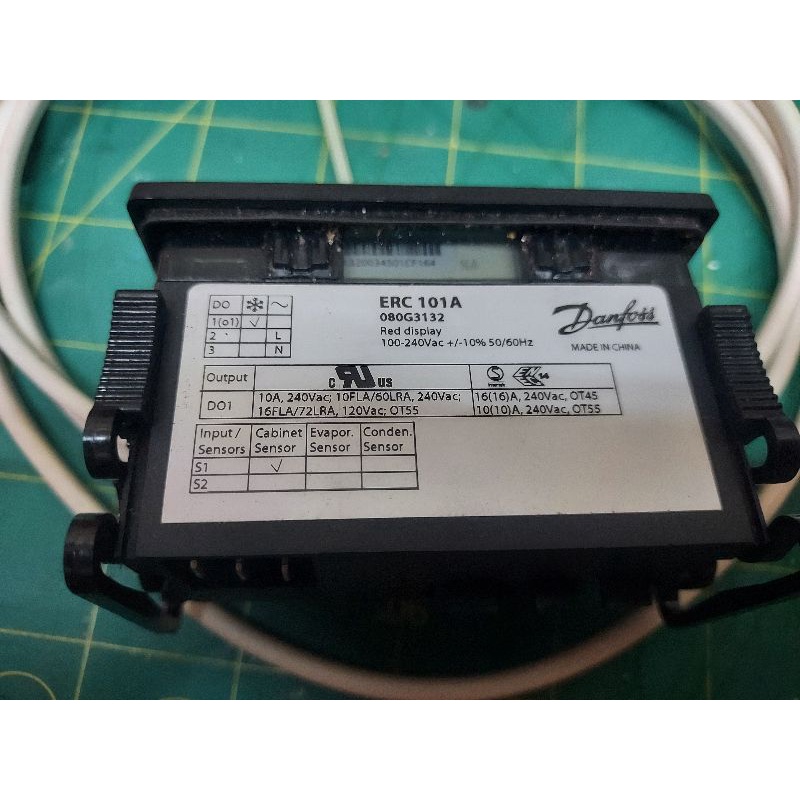 ERC 101A
080G3132
Red display
100-240Vac +/-10% 50/60Hz
Danfoss
MADE IN CHINA
DO
1(o1) ✓
2 L
3 N
Output
c RU us
14
DO1
10A, 240Vac; 10FLA/60LRA, 240Vac;
16FLA/72LRA, 120Vac; OT55
16(16)A, 240Vac, OT45
10(10)A, 240Vac, OT55
Input / Sensors
Cabinet Sensor
Evapor. Sensor
Conden. Sensor
S1 ✓
S2